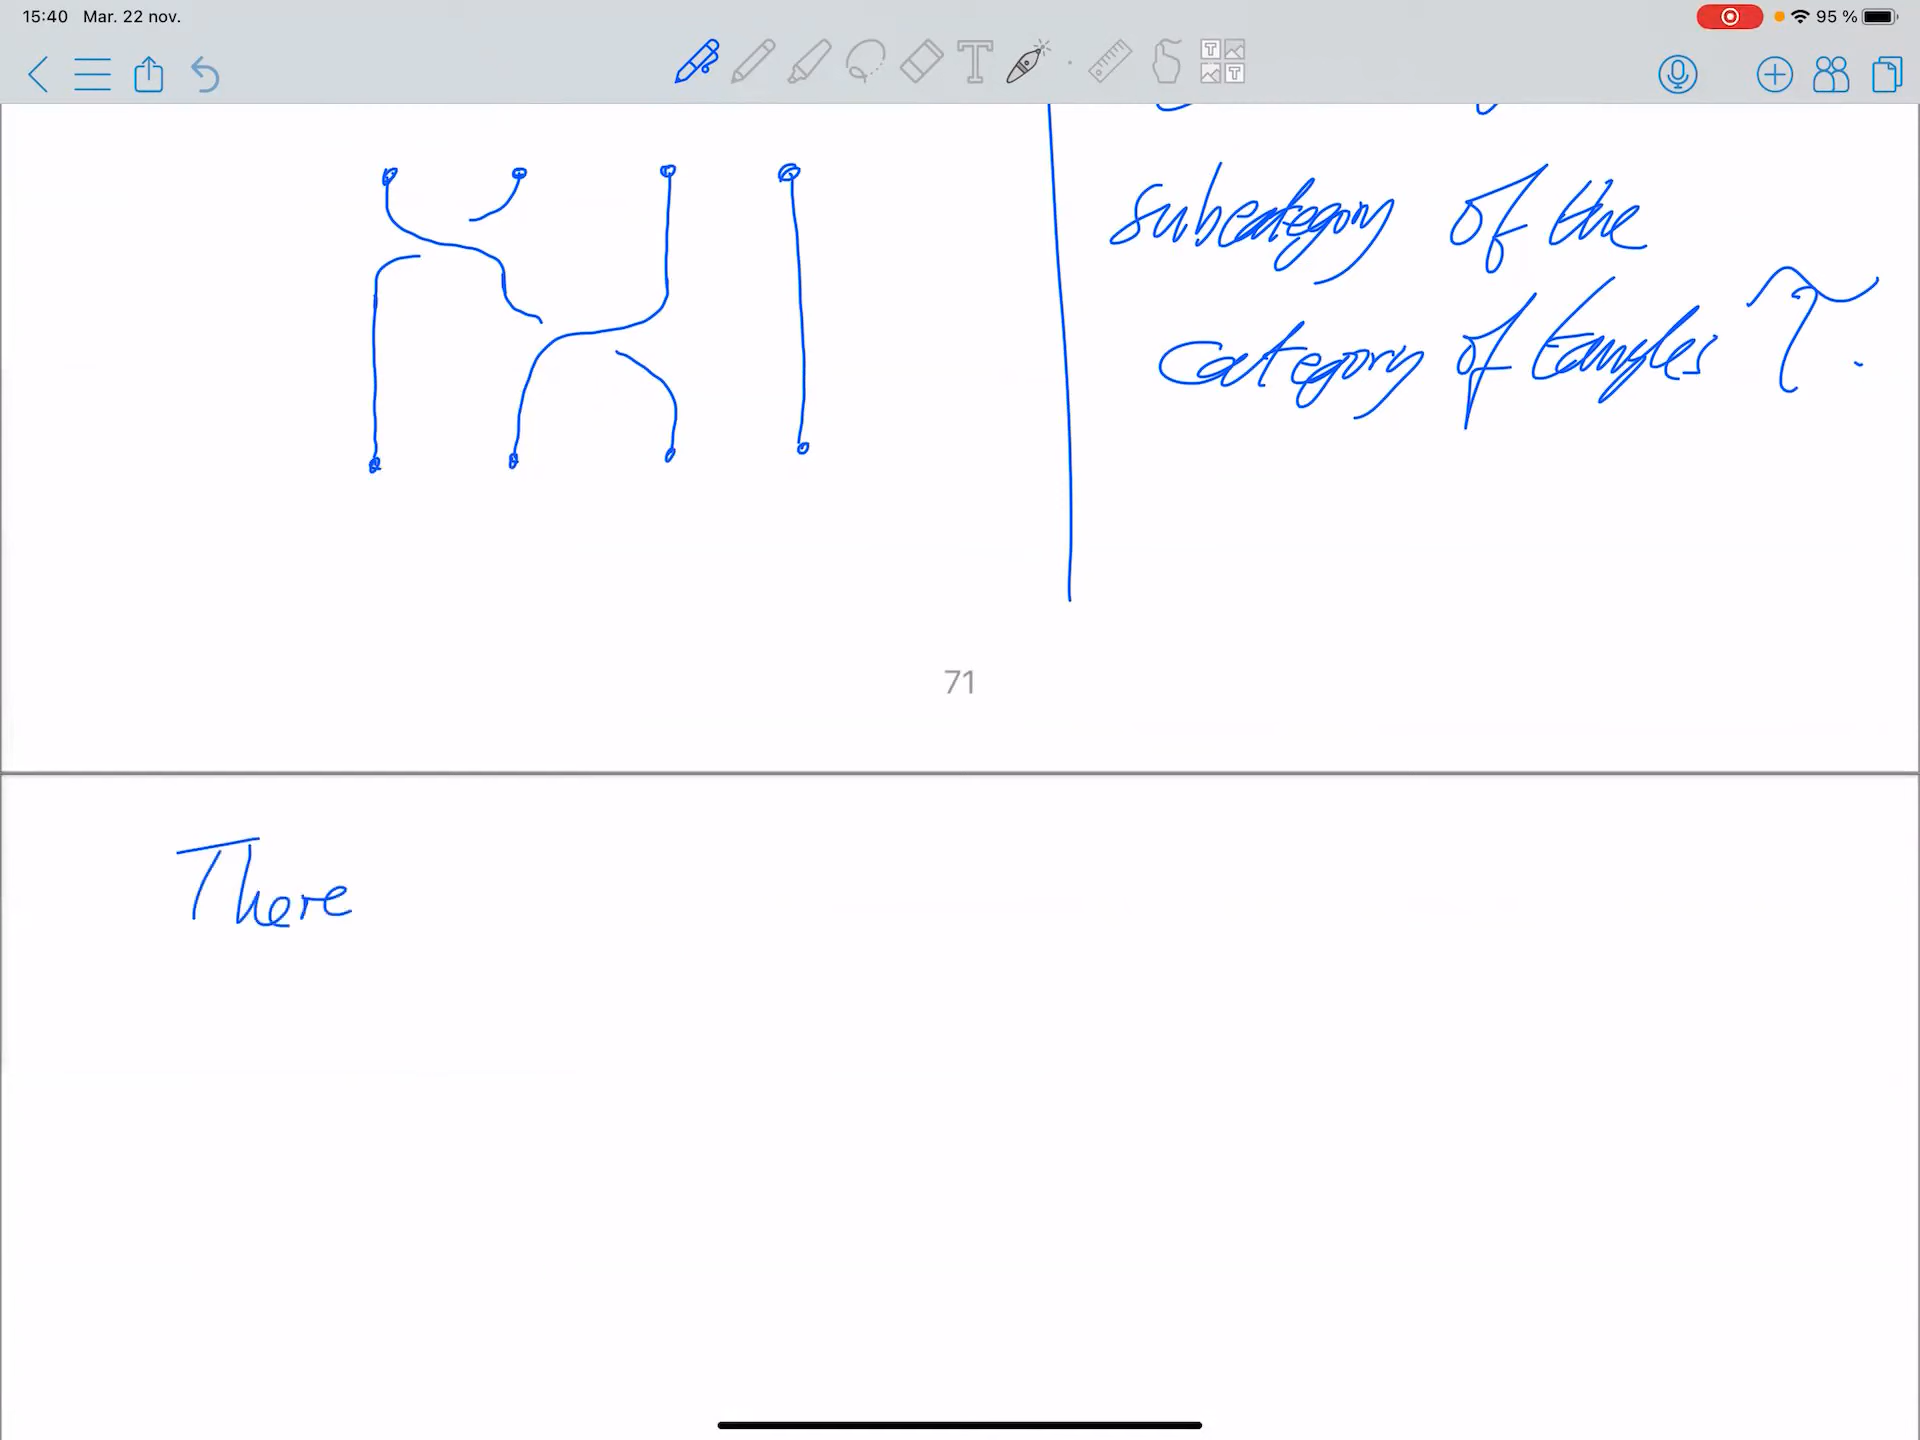 15:40 Mar. 22 nov.
95 %
subcategory of the
category of tangles T.
71
There